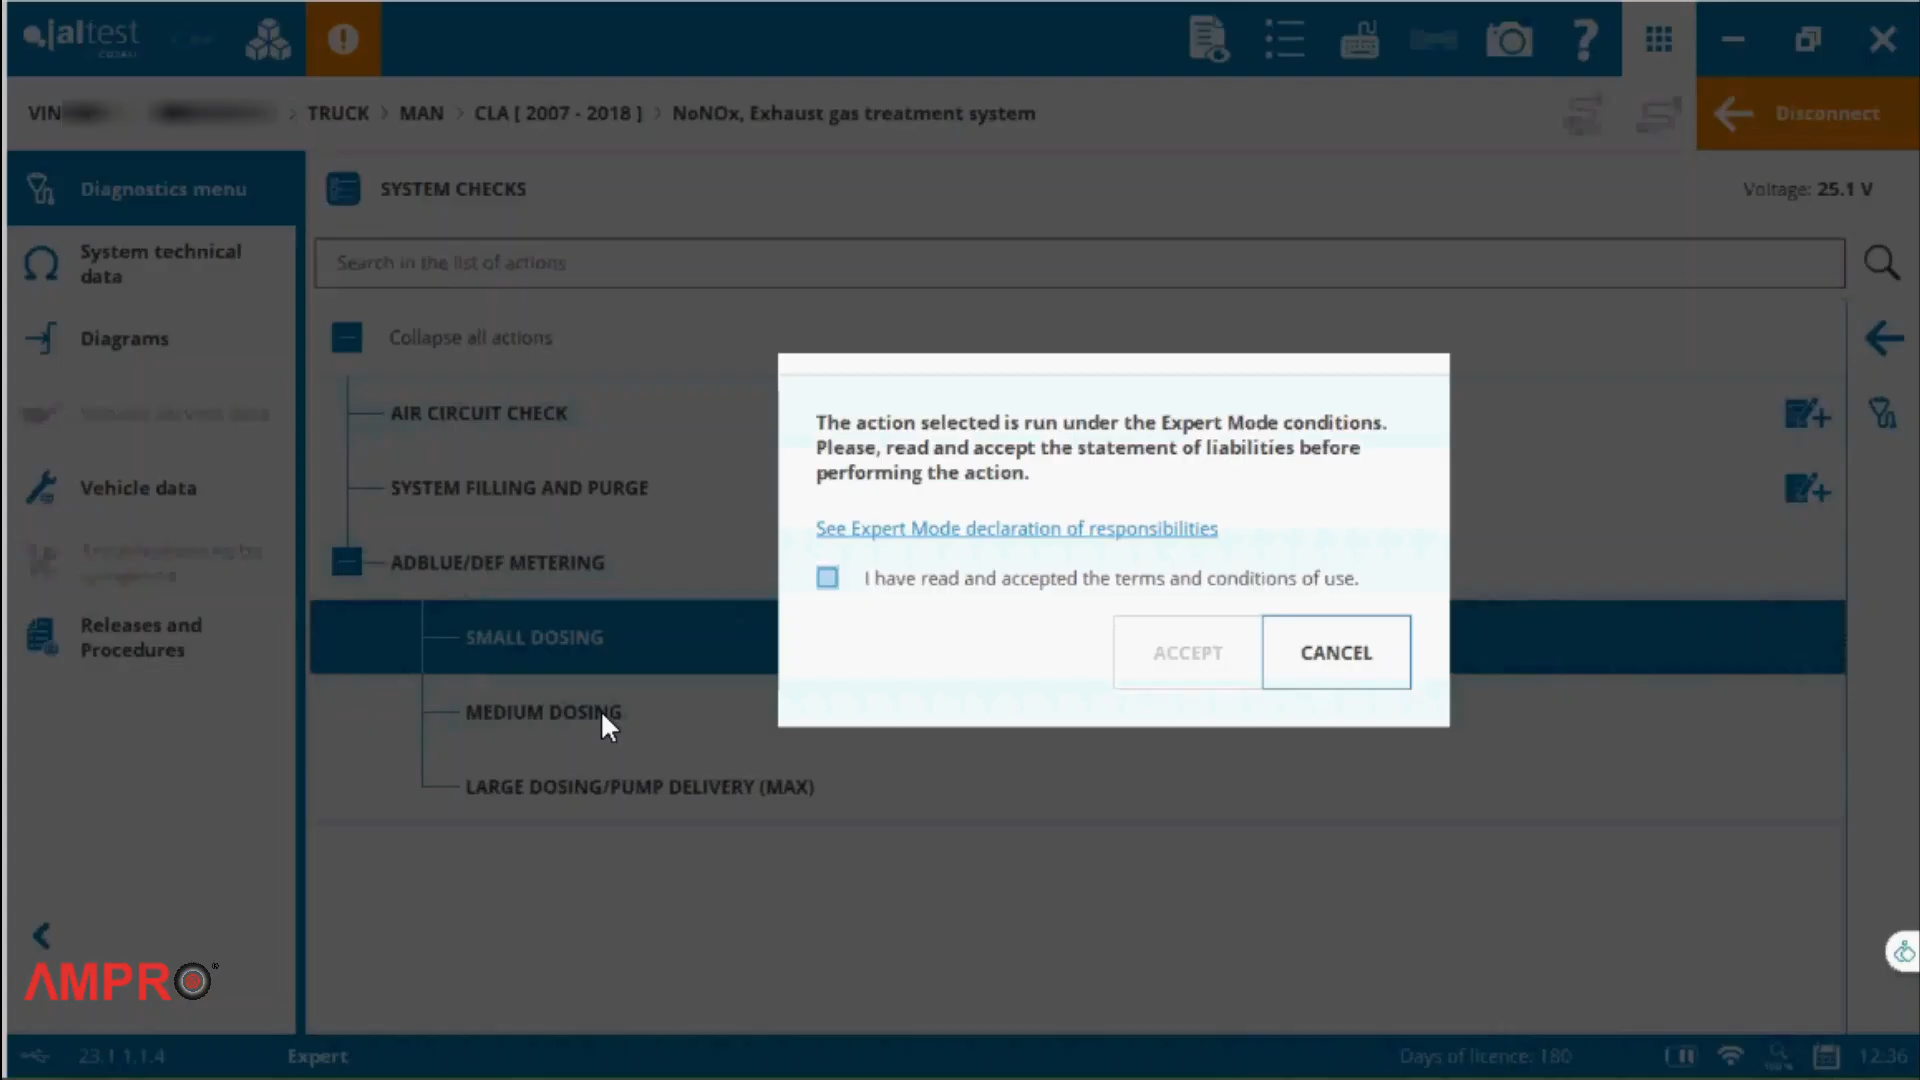 jaltest
COJALI
VIN
TRUCK > MAN > CLA [ 2007 - 2018 ] > NoNOx, Exhaust gas treatment system
Disconnect
Diagnostics menu
SYSTEM CHECKS
Voltage: 25.1 V
System technical
data
Search in the list of actions
Diagrams
Collapse all actions
AIR CIRCUIT CHECK
Vehicle data
SYSTEM FILLING AND PURGE
ADBLUE/DEF METERING
Releases and
Procedures
SMALL DOSING
MEDIUM DOSING
LARGE DOSING/PUMP DELIVERY (MAX)
The action selected is run under the Expert Mode conditions.
Please, read and accept the statement of liabilities before
performing the action.
See Expert Mode declaration of responsibilities
I have read and accepted the terms and conditions of use.
ACCEPT
CANCEL
AMPRO®
23.1 1.1.4
Expert
Days of licence: 180
12:36